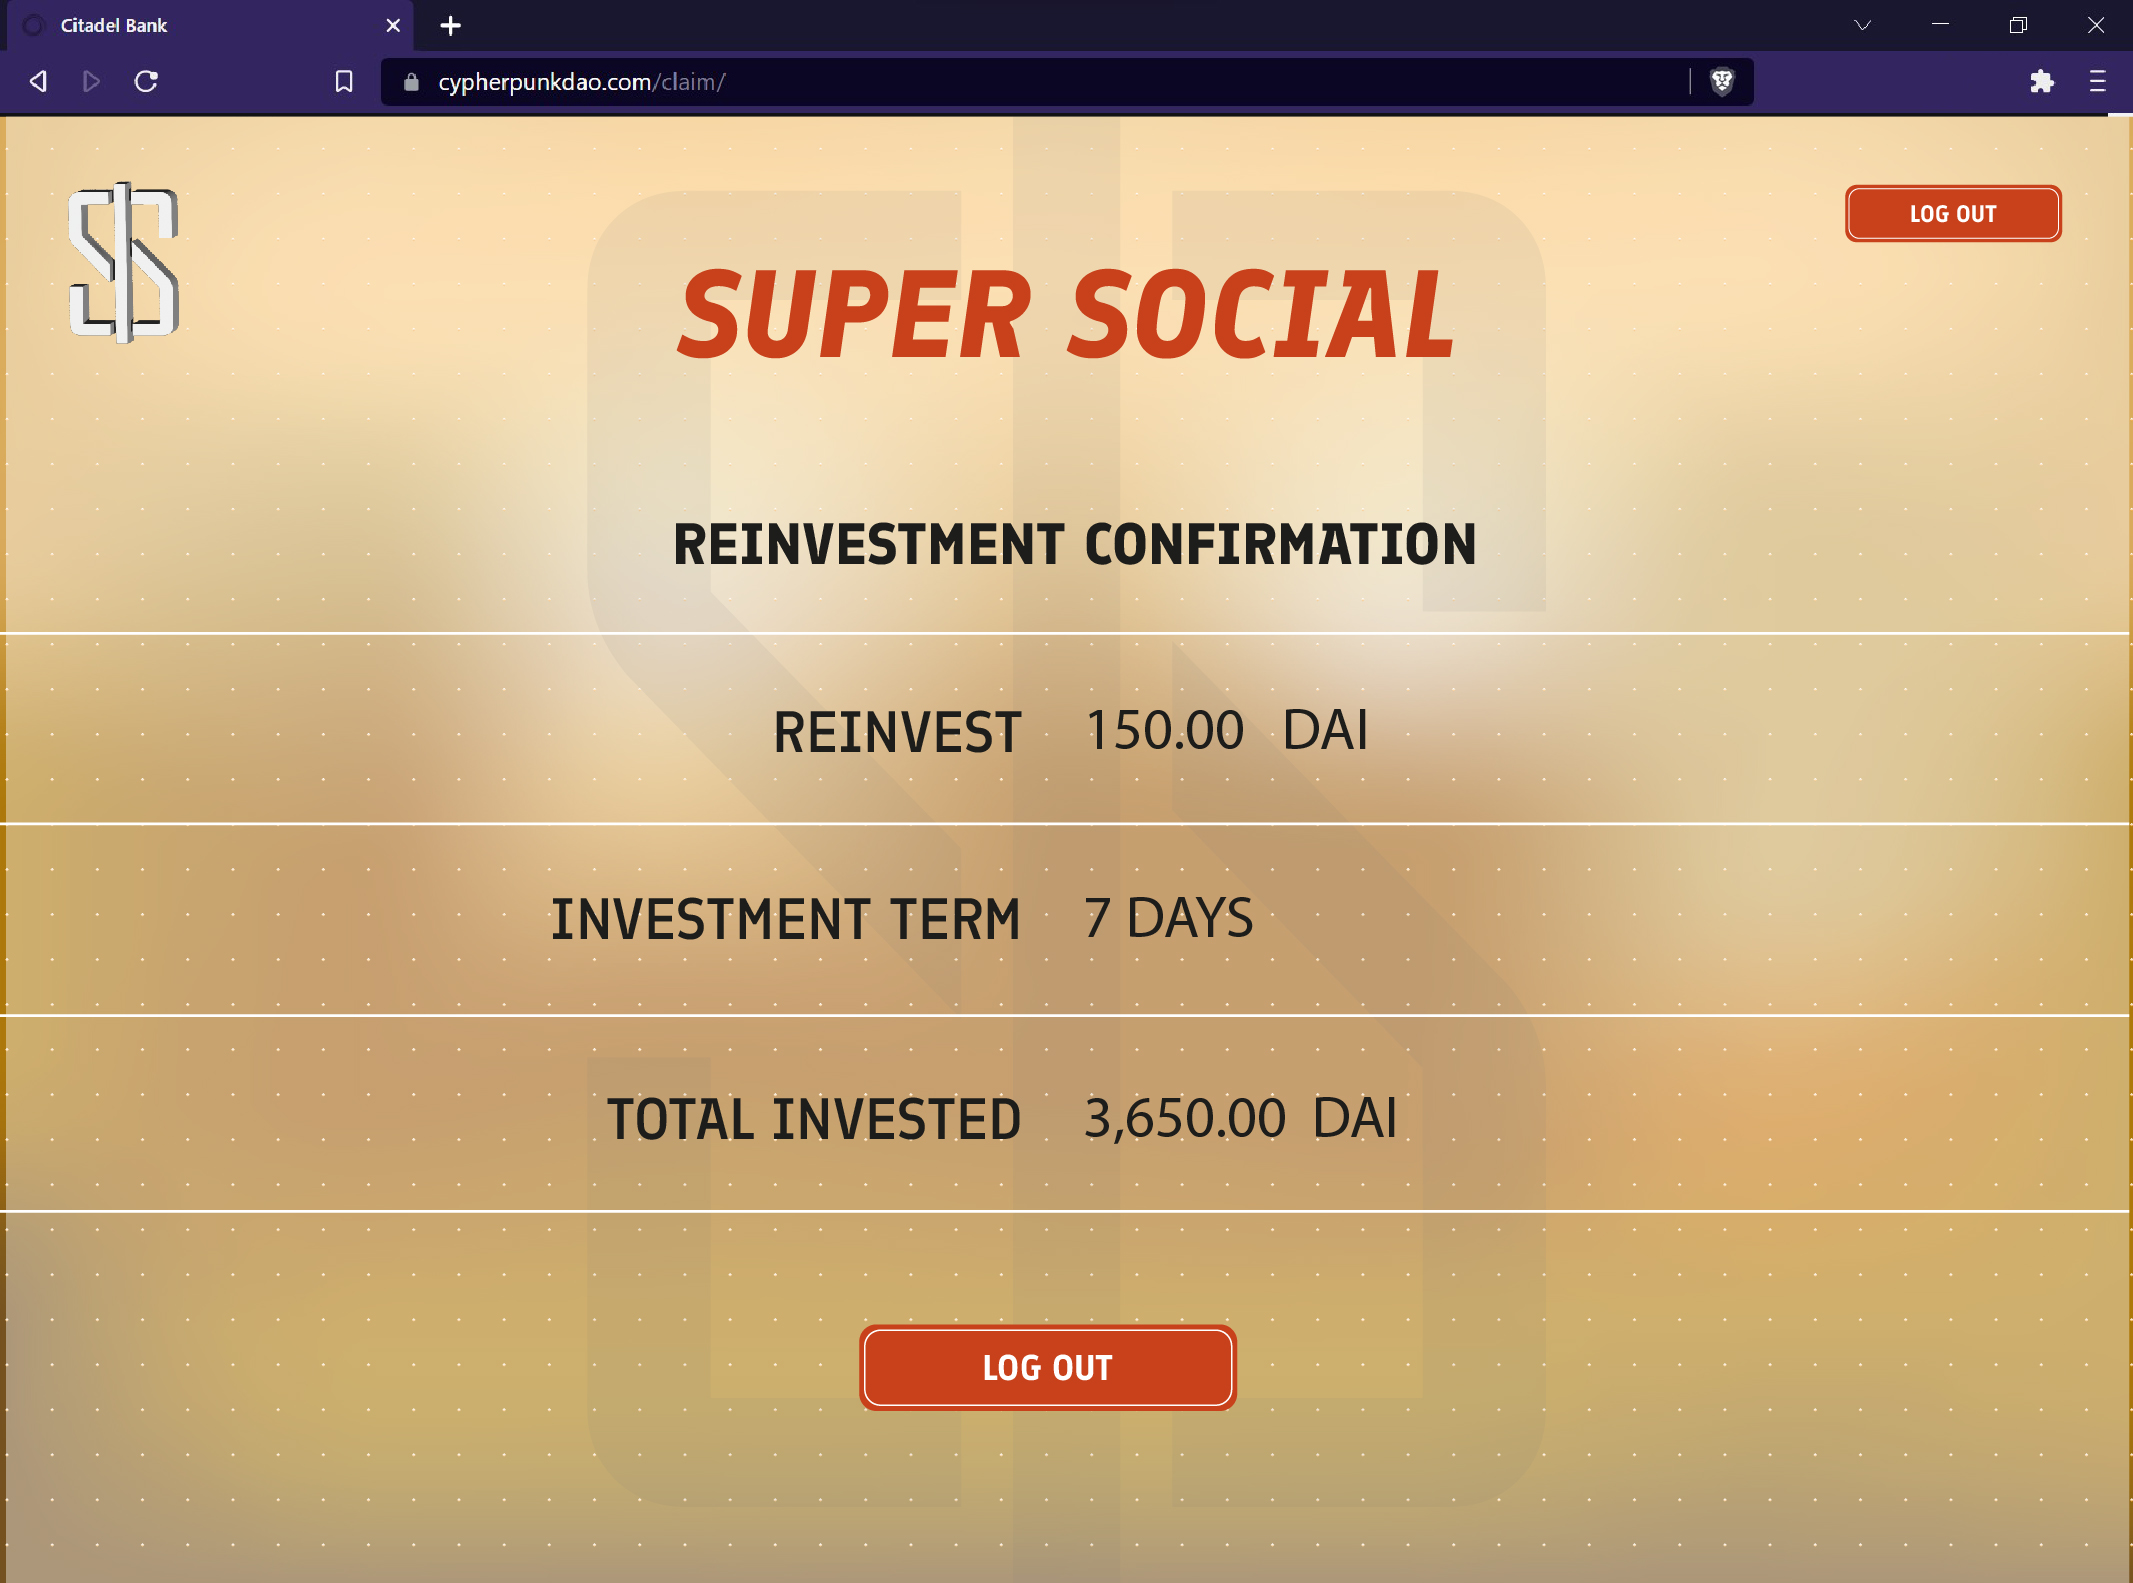 Citadel Bank
cypherpunkdao.com/claim/
LOG OUT
SUPER SOCIAL
REINVESTMENT CONFIRMATION
REINVEST 150.00 DAI
INVESTMENT TERM 7 DAYS
TOTAL INVESTED 3,650.00 DAI
LOG OUT